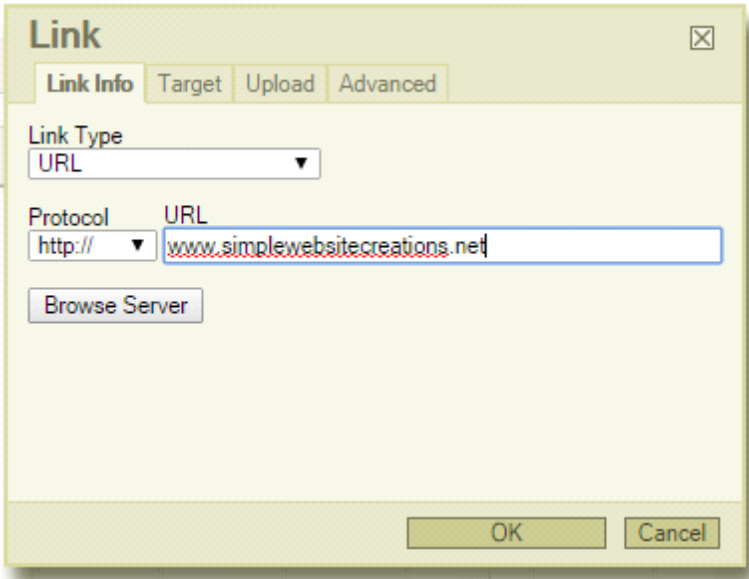 Link
Link Info Target Upload Advanced
Link Type
URL
Protocol URL
http:// www.simplewebsitecreations.net
Browse Server
OK Cancel